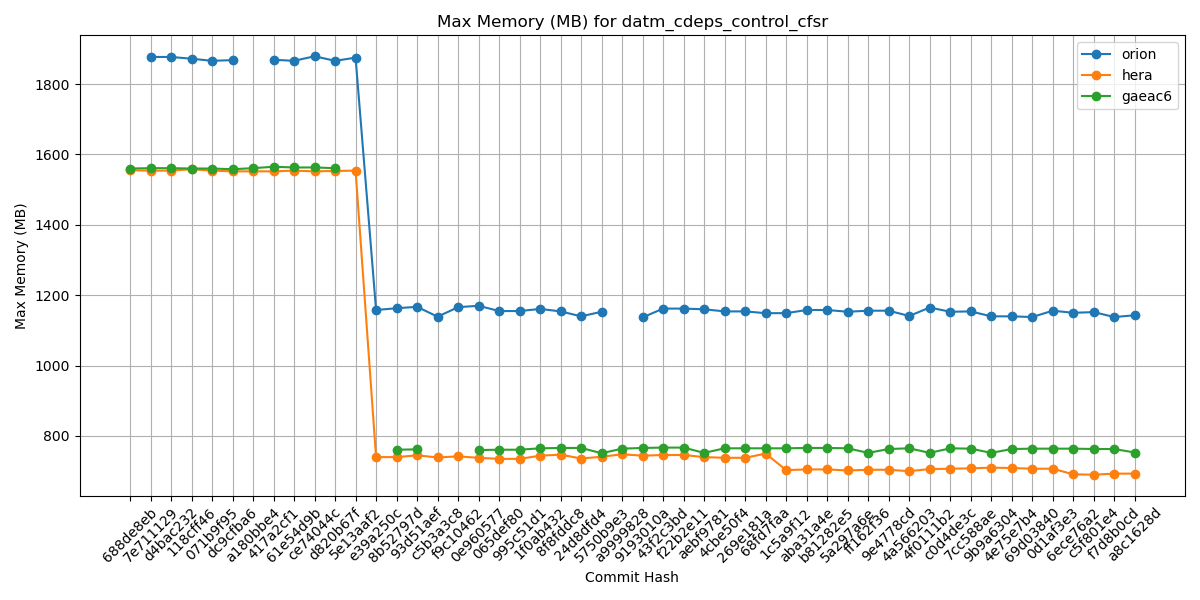 Max Memory (MB) for datm_cdeps_control_cfsr
orion
hera
gaeac6
Max Memory (MB)
1800
1600
1400
1200
1000
800
688de8eb
7e711129
d4bac232
118cff46
071b9f95
dc9cfba6
a180bbe4
417a2cf1
61e54d9b
ce74044c
d820b67f
5e13aaf2
e39a250c
8b52797d
93d51aef
c5b3a3c8
f9c10462
0e960577
065def80
995c51d1
1f0ab432
8f8fddc8
24d8dfd4
5750b9e3
a9999828
9193010a
43f2c3bd
f22b2e11
aebf9781
4cbe50f4
269e181a
68fd7faa
1c5a9f12
aba31a4e
b81282e5
5a297a6e
ff162f36
9e4778cd
4a566203
4f0111b2
c0d4de3c
7cc588ae
9b9a6304
4e75e7b4
69d03840
0d1af3e3
6ece76a2
c5f801e4
f7d8b0cd
a8c1628d
Commit Hash